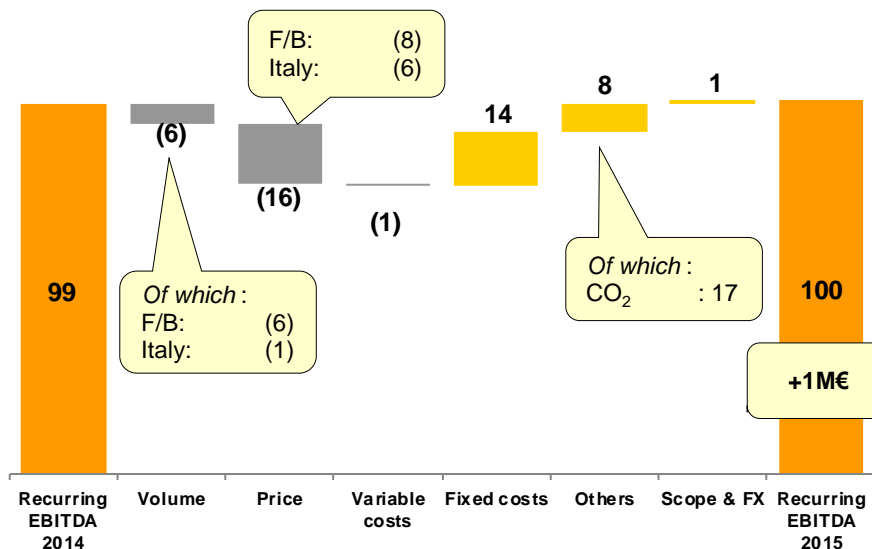 F/B: (8)
Italy: (6)
(6)
(16)
(1)
14
8
1
99
Of which :
F/B: (6)
Italy: (1)
Of which :
CO₂ : 17
100
+1M€
Recurring
EBITDA
2014
Volume
Price
Variable
costs
Fixed costs
Others
Scope & FX
Recurring
EBITDA
2015